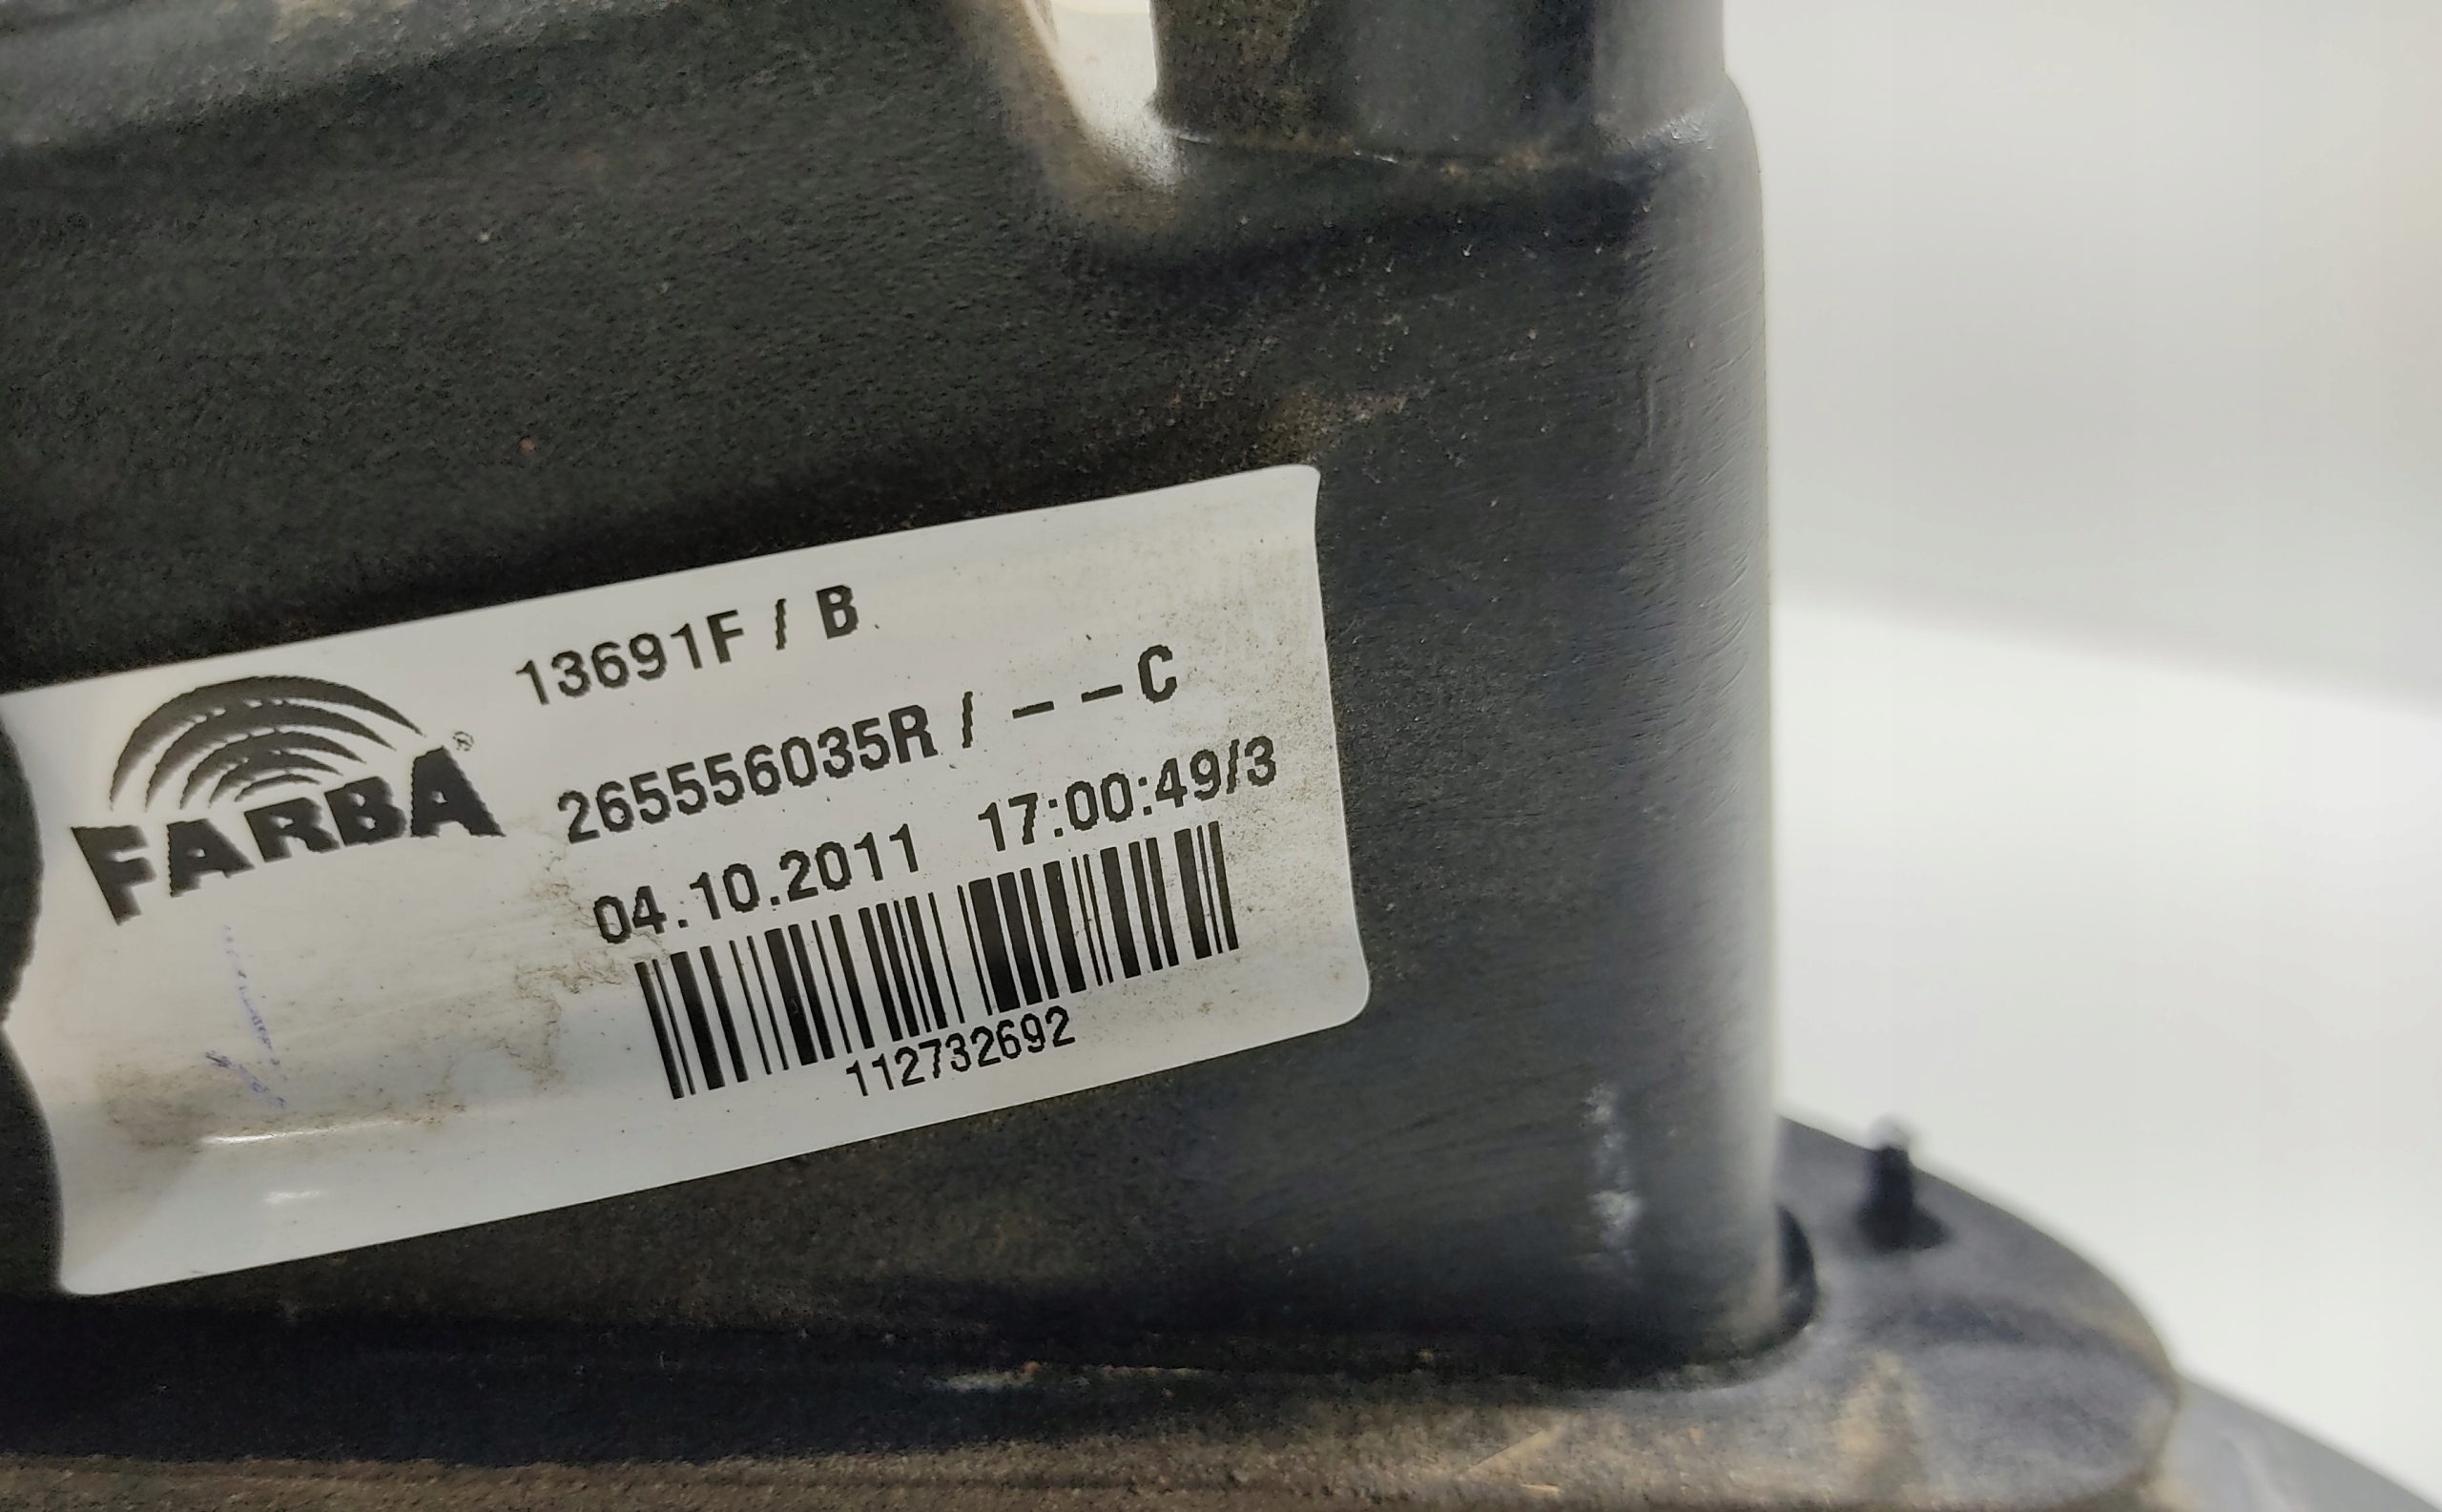 FARBA®
13691F / B
265556035R / – – C
04.10.2011 17:00:49/3
112732692